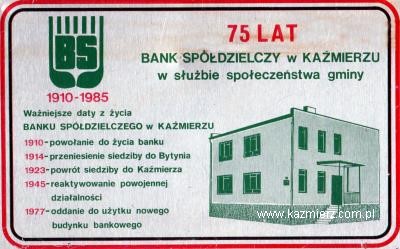 75 LAT
BANK SPÓŁDZIELCZY w KAŹMIERZU
w służbie społeczeństwa gminy
BS
1910-1985
Ważniejsze daty z życia
BANKU SPÓŁDZIELCZEGO w KAŹMIERZU
1910-powołanie do życia banku
1914-przeniesienie siedziby do Bytynia
1923-powrót siedziby do Kaźmierza
1945-reaktywowanie powojennej
działalności
1977-oddanie do użytku nowego
budynku bankowego
www.kazmierz.com.pl